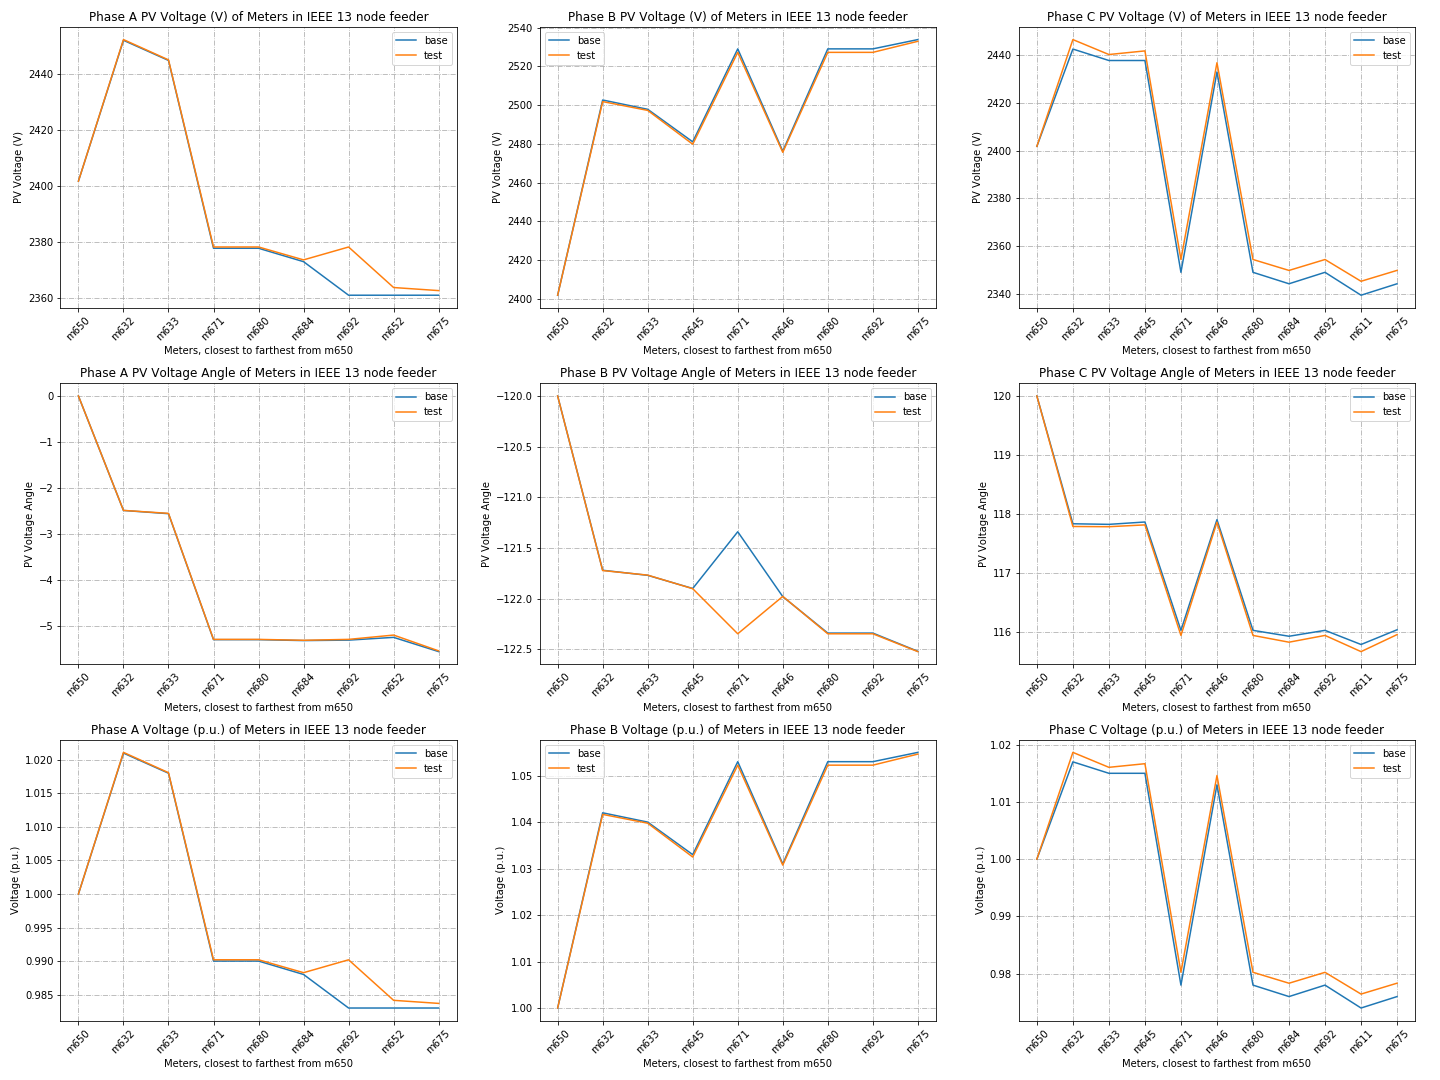 Phase A PV Voltage (V) of Meters in IEEE 13 node feeder
PV Voltage (V)
2440
2420
2400
2380
2360
base
test
m650 m632 m633 m671 m680 m684 m692 m652 m675
Meters, closest to farthest from m650
Phase B PV Voltage (V) of Meters in IEEE 13 node feeder
PV Voltage (V)
2540
2520
2500
2480
2460
2440
2420
2400
base
test
m650 m632 m633 m645 m671 m646 m680 m692 m675
Meters, closest to farthest from m650
Phase C PV Voltage (V) of Meters in IEEE 13 node feeder
PV Voltage (V)
2440
2420
2400
2380
2360
2340
base
test
m650 m632 m633 m645 m671 m646 m680 m684 m692 m611 m675
Meters, closest to farthest from m650
Phase A PV Voltage Angle of Meters in IEEE 13 node feeder
PV Voltage Angle
0
−1
−2
−3
−4
−5
base
test
m650 m632 m633 m671 m680 m684 m692 m652 m675
Meters, closest to farthest from m650
Phase B PV Voltage Angle of Meters in IEEE 13 node feeder
PV Voltage Angle
−120.0
−120.5
−121.0
−121.5
−122.0
−122.5
base
test
m650 m632 m633 m645 m671 m646 m680 m692 m675
Meters, closest to farthest from m650
Phase C PV Voltage Angle of Meters in IEEE 13 node feeder
PV Voltage Angle
120
119
118
117
116
base
test
m650 m632 m633 m645 m671 m646 m680 m684 m692 m611 m675
Meters, closest to farthest from m650
Phase A Voltage (p.u.) of Meters in IEEE 13 node feeder
Voltage (p.u.)
1.020
1.015
1.010
1.005
1.000
0.995
0.990
0.985
base
test
m650 m632 m633 m671 m680 m684 m692 m652 m675
Meters, closest to farthest from m650
Phase B Voltage (p.u.) of Meters in IEEE 13 node feeder
Voltage (p.u.)
1.05
1.04
1.03
1.02
1.01
1.00
base
test
m650 m632 m633 m645 m671 m646 m680 m692 m675
Meters, closest to farthest from m650
Phase C Voltage (p.u.) of Meters in IEEE 13 node feeder
Voltage (p.u.)
1.02
1.01
1.00
0.99
0.98
base
test
m650 m632 m633 m645 m671 m646 m680 m684 m692 m611 m675
Meters, closest to farthest from m650